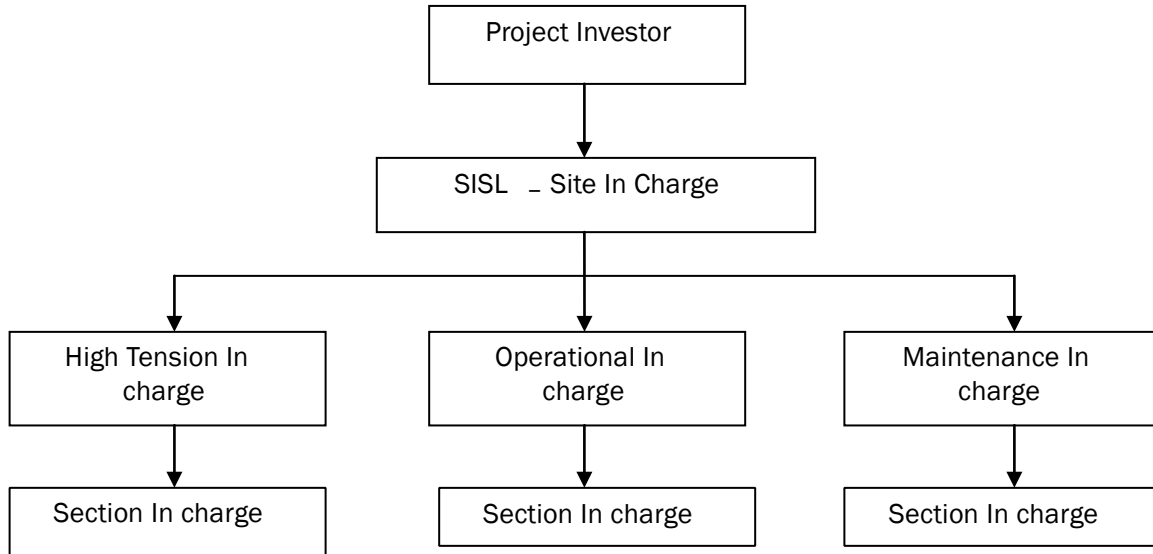 Project Investor
SISL – Site In Charge
High Tension In
charge
Operational In
charge
Maintenance In
charge
Section In charge
Section In charge
Section In charge